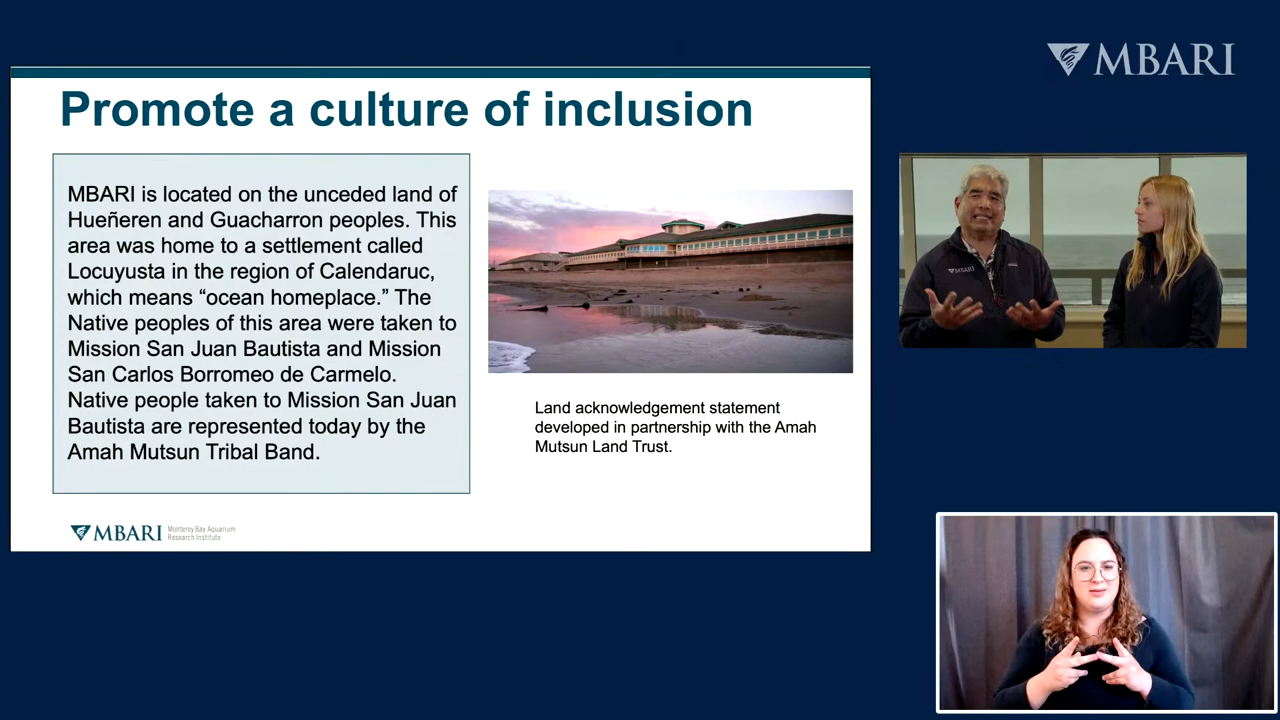 MBARI
Promote a culture of inclusion
MBARI is located on the unceded land of
Hueñeren and Guacharron peoples. This
area was home to a settlement called
Locuyusta in the region of Calendaruc,
which means “ocean homeplace.” The
Native peoples of this area were taken to
Mission San Juan Bautista and Mission
San Carlos Borromeo de Carmelo.
Native people taken to Mission San Juan
Bautista are represented today by the
Amah Mutsun Tribal Band.
Land acknowledgement statement
developed in partnership with the Amah
Mutsun Land Trust.
MBARI
Monterey Bay Aquarium
Research Institute
MBARI